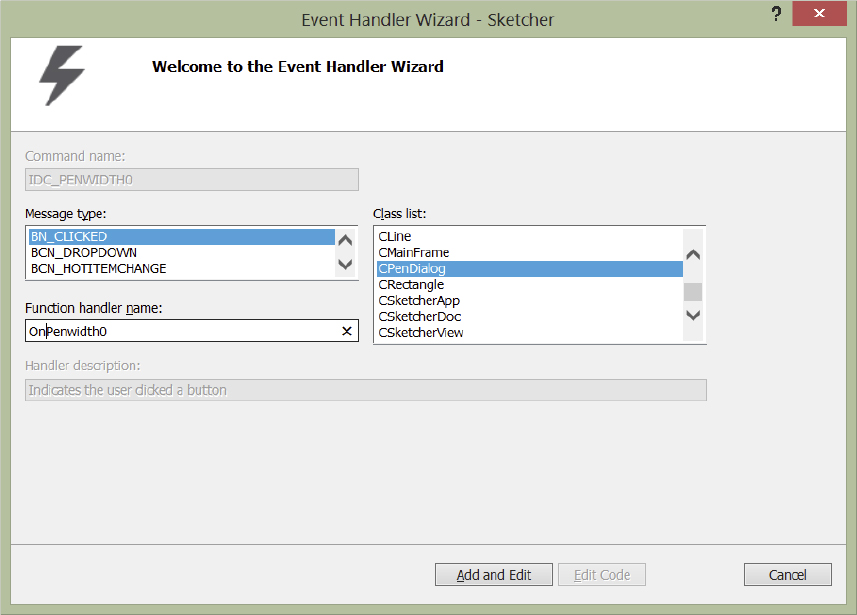 Event Handler Wizard - Sketcher
?
Welcome to the Event Handler Wizard
Command name:
IDC_PENWIDTH0
Message type:
BN_CLICKED
BCN_DROPDOWN
BCN_HOTITEMCHANGE
Class list:
CLine
CMainFrame
CPenDialog
CRectangle
CSketcherApp
CSketcherDoc
CSketcherView
Function handler name:
OnPenwidth0
Handler description:
Indicates the user clicked a button
Add and Edit
Edit Code
Cancel